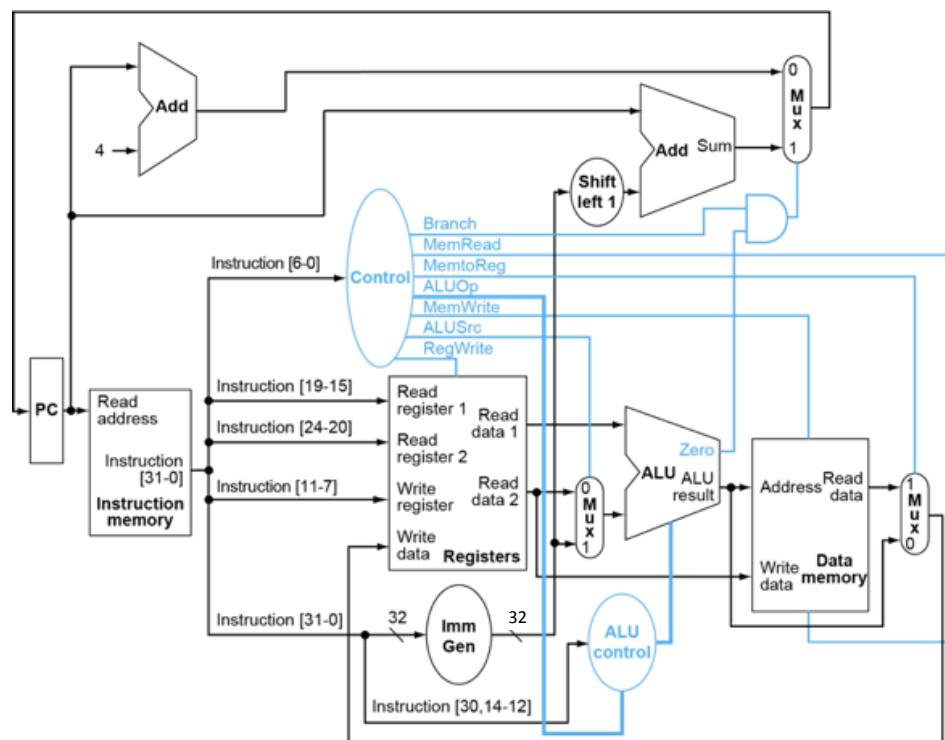 Add
4
0
Mux
1
Add Sum
Shift
left 1
Branch
MemRead
MemtoReg
ALUOp
MemWrite
ALUSrc
RegWrite
Control
Instruction [6-0]
PC
Read
address
Instruction
[31-0]
Instruction
memory
Instruction [19-15]
Instruction [24-20]
Instruction [11-7]
Instruction [31-0]
Read
register 1
Read
register 2
Write
register
Write
data
Read
data 1
Read
data 2
Registers
0
Mux
1
Zero
ALU
ALU
result
Address
Read
data
Write
data
Data
memory
1
Mux
0
32
Imm
Gen
32
ALU
control
Instruction [30,14-12]